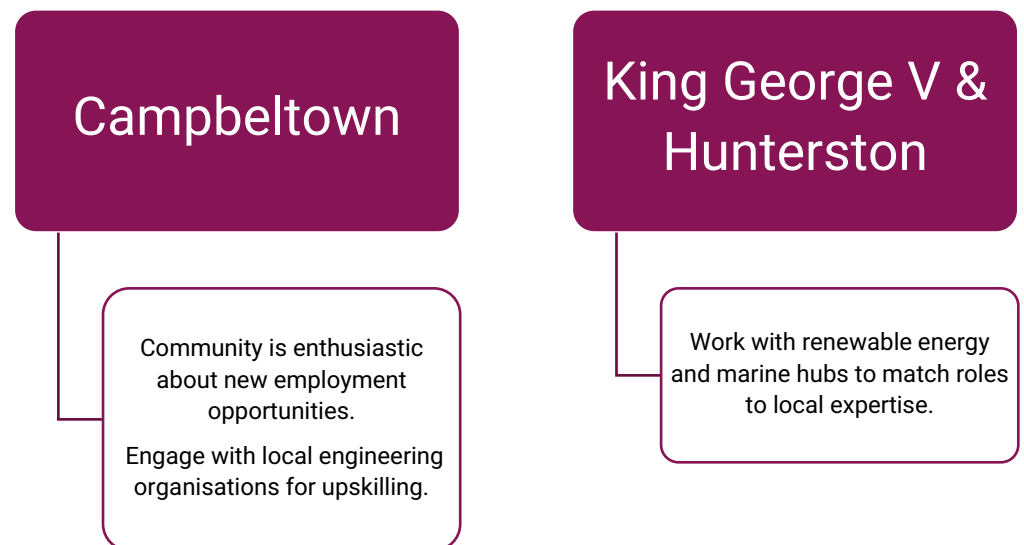 Campbeltown
Community is enthusiastic
about new employment
opportunities.
Engage with local engineering
organisations for upskilling.
King George V &
Hunterston
Work with renewable energy
and marine hubs to match roles
to local expertise.